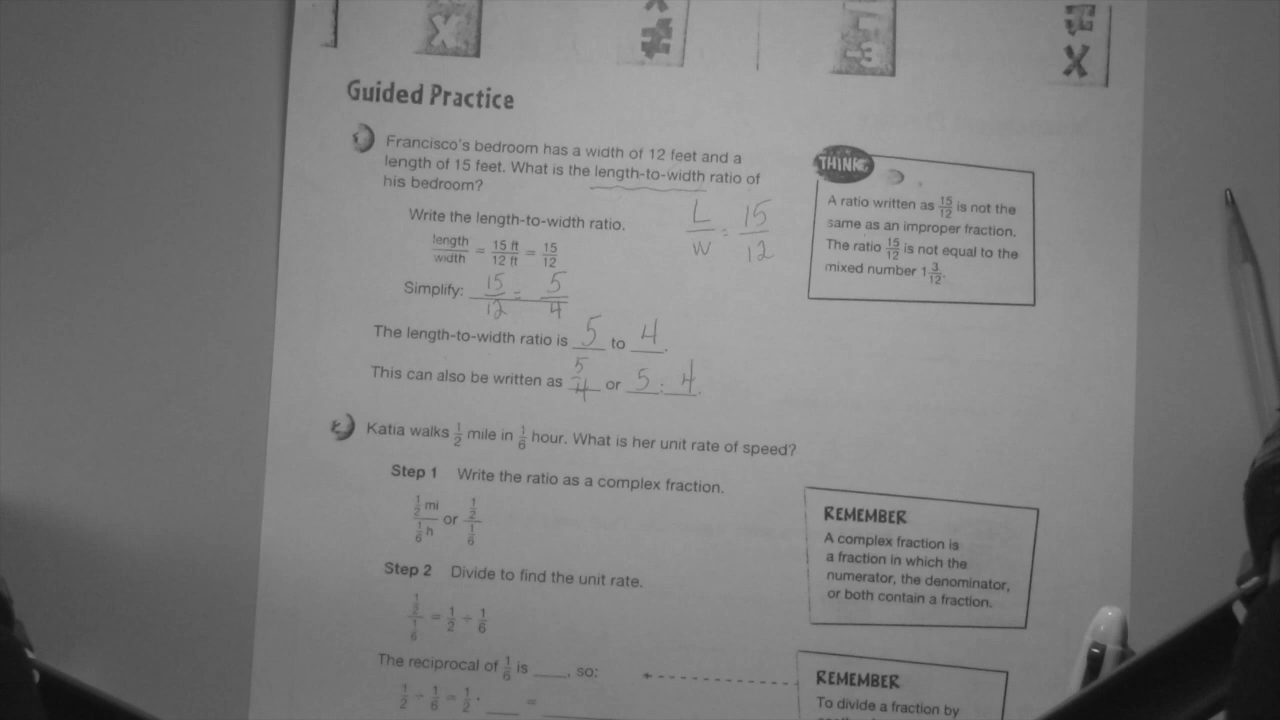 X
X
≠
-3
X
Guided Practice
1 Francisco's bedroom has a width of 12 feet and a
length of 15 feet. What is the length-to-width ratio of
his bedroom?
Write the length-to-width ratio.
length/width = 15 ft/12 ft = 15/12
L/W = 15/12
Simplify: 15/12 = 5/4
The length-to-width ratio is 5 to 4.
This can also be written as 5/4 or 5 : 4.
THINK
A ratio written as 15/12 is not the
same as an improper fraction.
The ratio 15/12 is not equal to the
mixed number 1 3/12.
2 Katia walks 1/2 mile in 1/6 hour. What is her unit rate of speed?
Step 1 Write the ratio as a complex fraction.
1/2 mi / 1/6 h or 1/2 / 1/6
REMEMBER
A complex fraction is
a fraction in which the
numerator, the denominator,
or both contain a fraction.
Step 2 Divide to find the unit rate.
1/2 / 1/6 = 1/2 ÷ 1/6
The reciprocal of 1/6 is ____, so:
1/2 ÷ 1/6 = 1/2 · ____ = ____
REMEMBER
To divide a fraction by